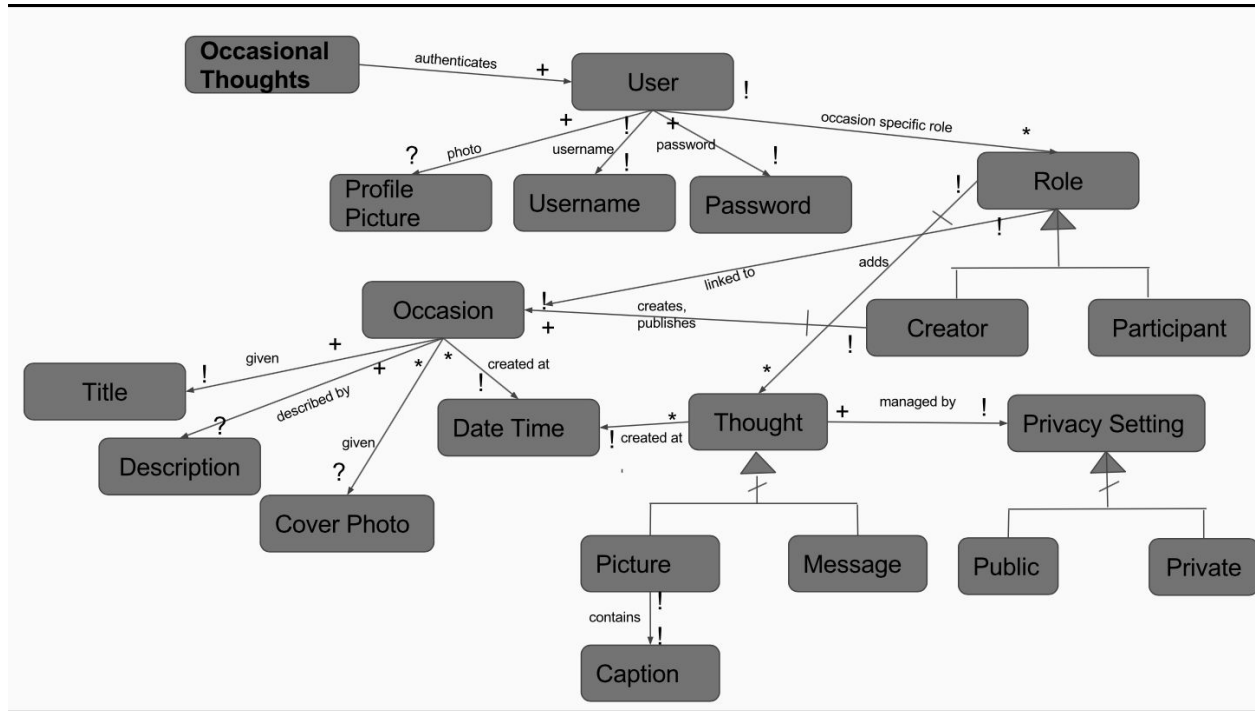 Occasional
Thoughts
authenticates
+
User
!
occasion specific role
*
+
!
+
photo
username
password
?
!
!
Profile
Picture
Username
Password
Role
!
!
adds
linked to
Occasion
!
creates,
publishes
+
!
Creator
Participant
+
given
!
+
*
*
created at
!
Title
described by
?
Description
given
?
Cover Photo
Date Time
*
created at
!
*
Thought
+
managed by
!
Privacy Setting
Picture
Message
Public
Private
!
contains
!
Caption